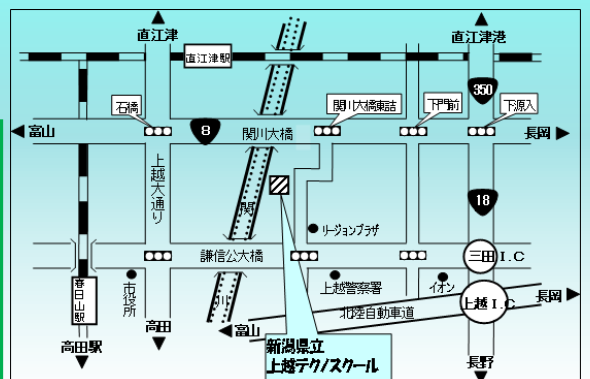 直江津
直江津港
直江津駅
350
石橋
関川大橋東詰
下門前
下源入
富山
8
関川大橋
長岡
上越大通り
関
18
リージョンプラザ
謙信公大橋
三田I.C
春日山駅
市役所
川
上越警察署
イオン
上越I.C
長岡
北陸自動車道
高田
富山
高田駅
新潟県立
上越テクノスクール
長野